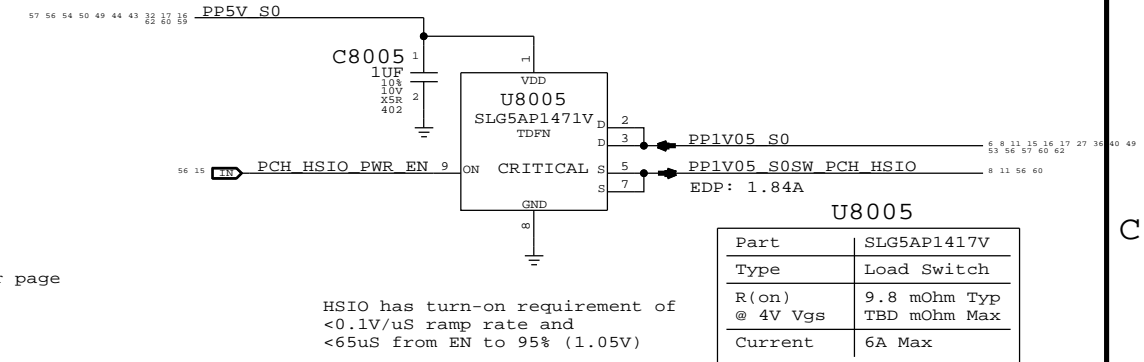 57 56 54 50 49 44 43 32 17 16
62 60 59
PP5V_S0
C8005
1
1UF
10%
10V
X5R
402
2
1
VDD
U8005
SLG5AP1471V
TDFN
D 2
D 3
PP1V05_S0
6 8 11 15 16 17 27 36 40 49
53 56 57 60 62
56 15
IN
PCH_HSIO_PWR_EN
9
ON
CRITICAL
S 5
S 7
PP1V05_S0SW_PCH_HSIO
8 11 56 60
EDP: 1.84A
GND
8
U8005
Part SLG5AP1417V
Type Load Switch
R(on) 9.8 mOhm Typ
@ 4V Vgs TBD mOhm Max
Current 6A Max
C
page
HSIO has turn-on requirement of
<0.1V/uS ramp rate and
<65uS from EN to 95% (1.05V)